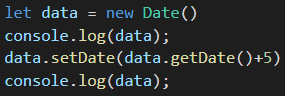 let data = new Date()
console.log(data);
data.setDate(data.getDate()+5)
console.log(data);